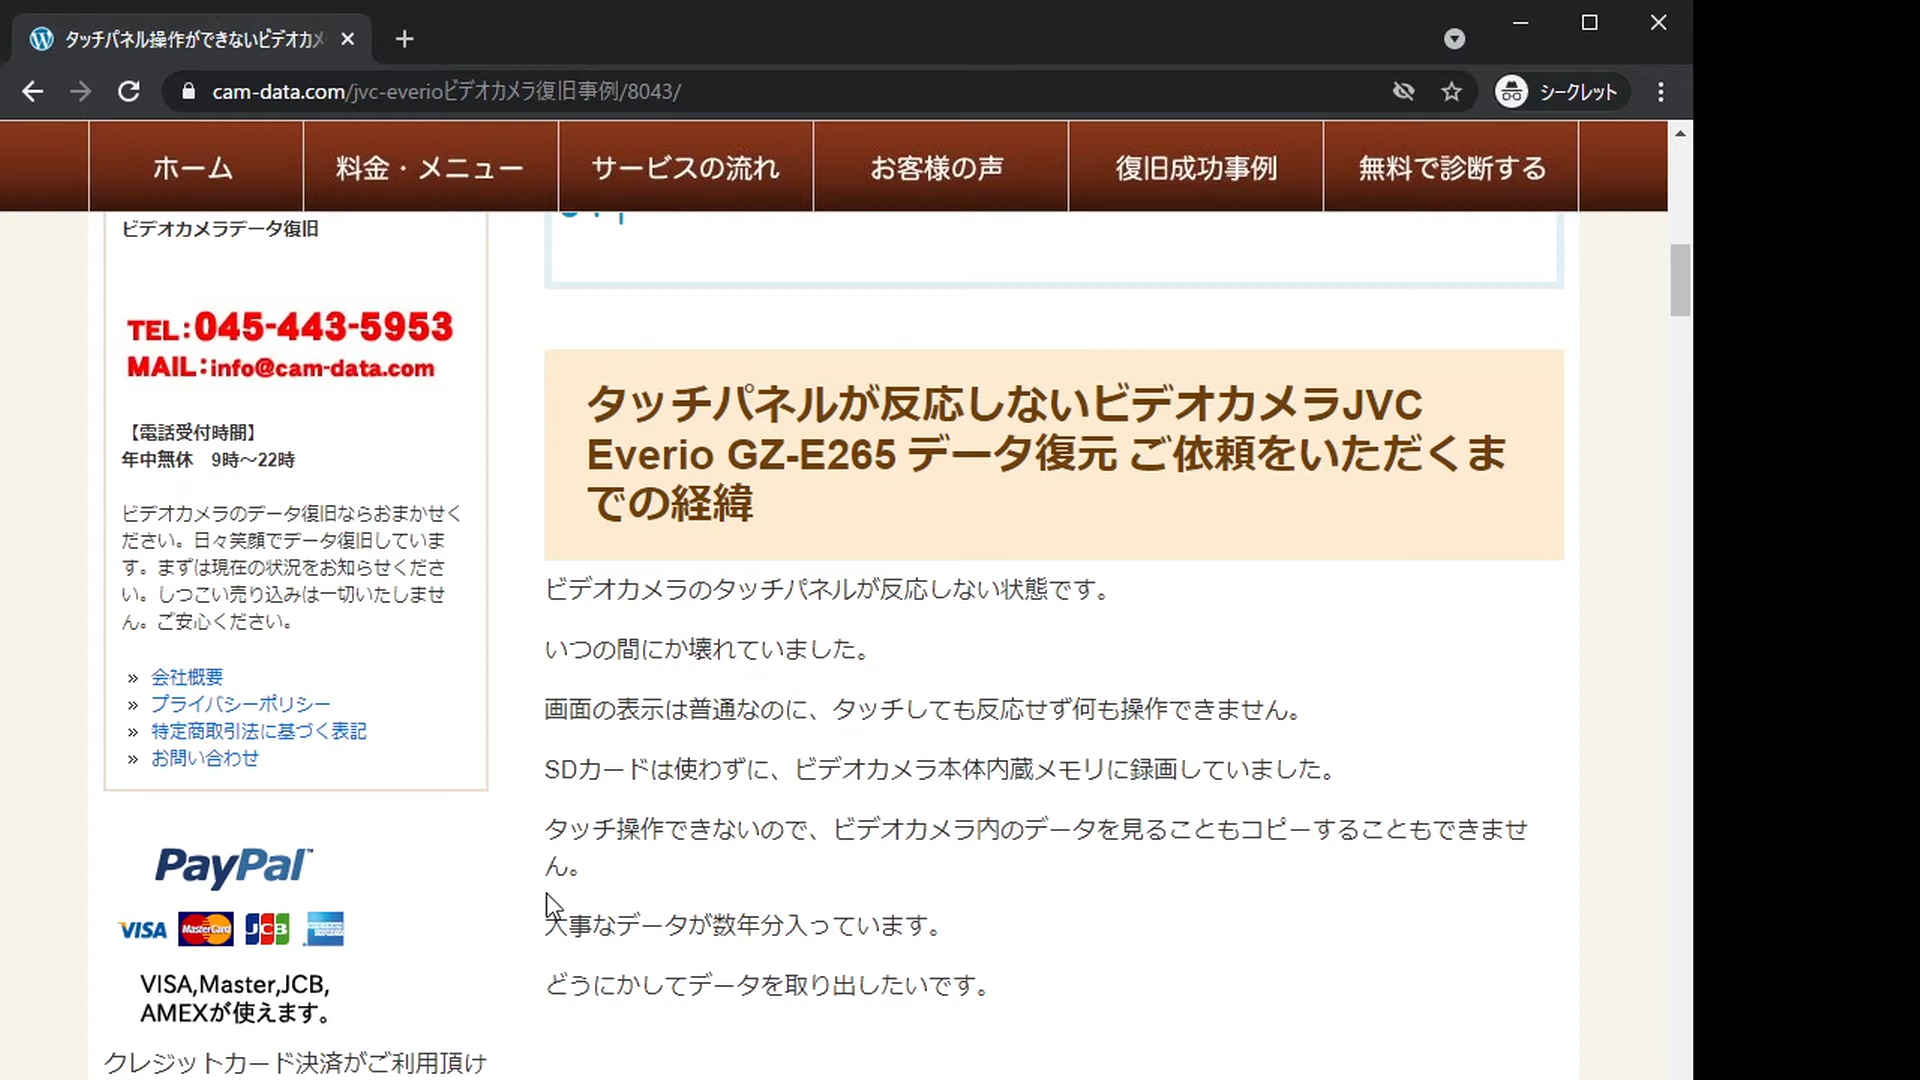 タッチパネル操作ができないビデオカメ
cam-data.com/jvc-everioビデオカメラ復旧事例/8043/
シークレット
ホーム
料金・メニュー
サービスの流れ
お客様の声
復旧成功事例
無料で診断する
ビデオカメラデータ復旧
TEL:045-443-5953
MAIL:info@cam-data.com
【電話受付時間】
年中無休　9時～22時
ビデオカメラのデータ復旧ならおまかせく
ださい。日々笑顔でデータ復旧していま
す。まずは現在の状況をお知らせくださ
い。しつこい売り込みは一切いたしませ
ん。ご安心ください。
» 会社概要
» プライバシーポリシー
» 特定商取引法に基づく表記
» お問い合わせ
PayPal™
VISA MasterCard JCB
VISA,Master,JCB,
AMEXが使えます。
クレジットカード決済がご利用頂け
タッチパネルが反応しないビデオカメラJVC
Everio GZ-E265 データ復元 ご依頼をいただくま
での経緯
ビデオカメラのタッチパネルが反応しない状態です。
いつの間にか壊れていました。
画面の表示は普通なのに、タッチしても反応せず何も操作できません。
SDカードは使わずに、ビデオカメラ本体内蔵メモリに録画していました。
タッチ操作できないので、ビデオカメラ内のデータを見ることもコピーすることもできませ
ん。
大事なデータが数年分入っています。
どうにかしてデータを取り出したいです。